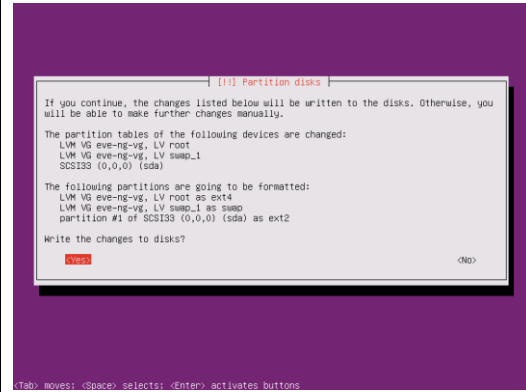 [!!] Partition disks
If you continue, the changes listed below will be written to the disks. Otherwise, you
will be able to make further changes manually.
The partition tables of the following devices are changed:
LVM VG eve-ng-vg, LV root
LVM VG eve-ng-vg, LV swap_1
SCSI33 (0,0,0) (sda)
The following partitions are going to be formatted:
LVM VG eve-ng-vg, LV root as ext4
LVM VG eve-ng-vg, LV swap_1 as swap
partition #1 of SCSI33 (0,0,0) (sda) as ext2
Write the changes to disks?
<Yes> <No>
<Tab> moves; <Space> selects; <Enter> activates buttons